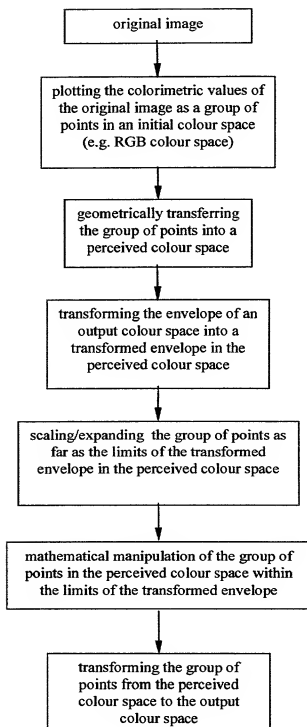 original image
plotting the colorimetric values of
the original image as a group of
points in an initial colour space
(e.g. RGB colour space)
geometrically transferring
the group of points into a
perceived colour space
transforming the envelope of an
output colour space into a
transformed envelope in the
perceived colour space
scaling/expanding the group of points as
far as the limits of the transformed
envelope in the perceived colour space
mathematical manipulation of the group of
points in the perceived colour space within
the limits of the transformed envelope
transforming the group of
points from the perceived
colour space to the output
colour space